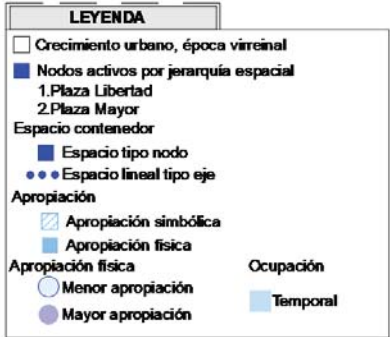 LEYENDA
Crecimiento urbano, época virreinal
Nodos activos por jerarquía espacial
1.Plaza Libertad
2.Plaza Mayor
Espacio contenedor
Espacio tipo nodo
Espacio lineal tipo eje
Apropiación
Apropiación simbólica
Apropiación física
Apropiación física Ocupación
Menor apropiación
Temporal
Mayor apropiación